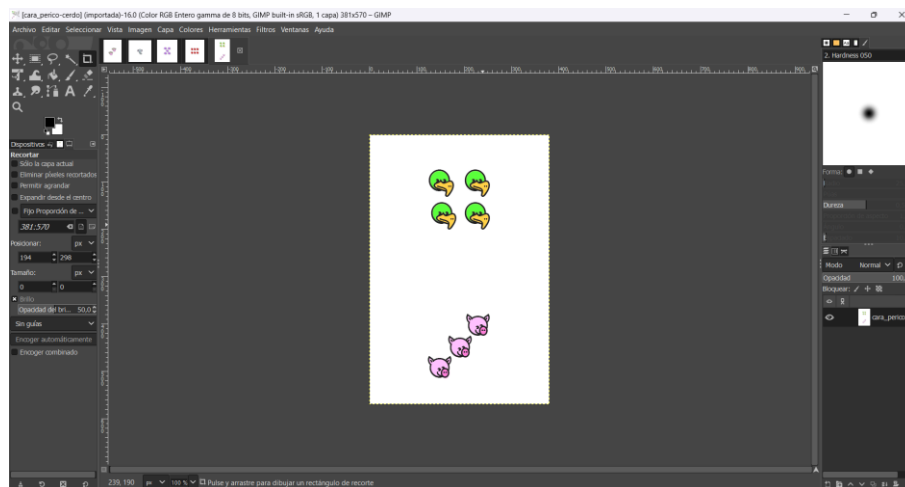 [cara_perico-cerdo] (importada)-16.0 (Color RGB Entero gamma de 8 bits, GIMP built-in sRGB, 1 capa) 381x570 – GIMP
Archivo Editar Seleccionar Vista Imagen Capa Colores Herramientas Filtros Ventanas Ayuda
Dispositivos
Recortar
Sólo la capa actual
Eliminar píxeles recortados
Permitir agrandar
Expandir desde el centro
Fijo Proporción de ...
381:570
Posicionar: px
194 298
Tamaño: px
0 0
Brillo
Opacidad del bri... 50,0
Sin guías
Encoger automáticamente
Encoger combinado
2. Hardness 050
Forma:
Dureza
Modo Normal
Opacidad 100,
Bloquear:
cara_perico
239, 190 px 100 % Pulse y arrastre para dibujar un rectángulo de recorte